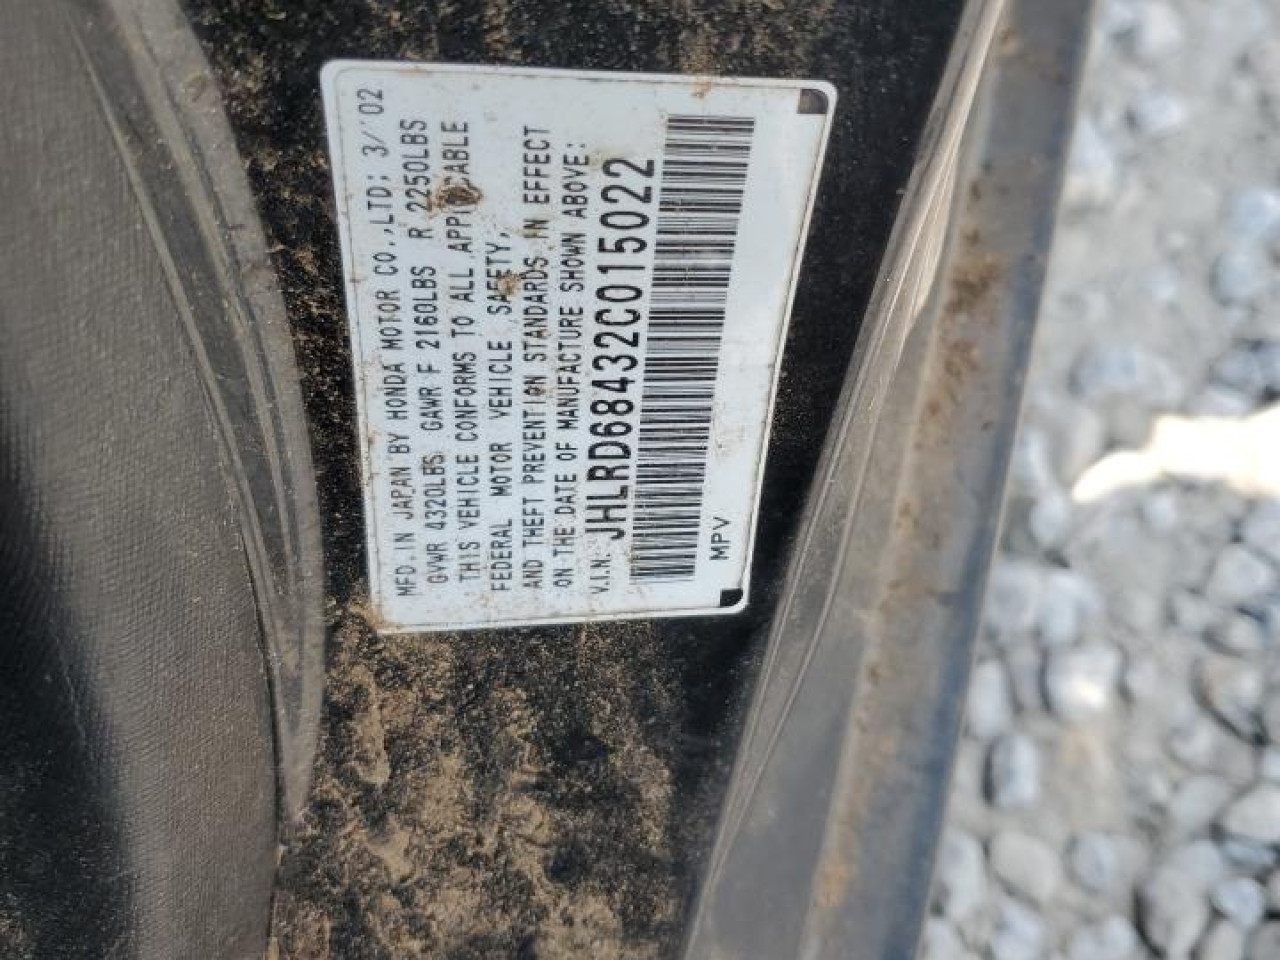 MFD.IN JAPAN BY HONDA MOTOR CO.,LTD; 3/'02
GVWR 4320LBS GAWR F 2160LBS R 2250LBS
THIS VEHICLE CONFORMS TO ALL APPLICABLE
FEDERAL MOTOR VEHICLE SAFETY,
AND THEFT PREVENTION STANDARDS IN EFFECT
ON THE DATE OF MANUFACTURE SHOWN ABOVE:
V.I.N: JHLRD68432C015022
MPV